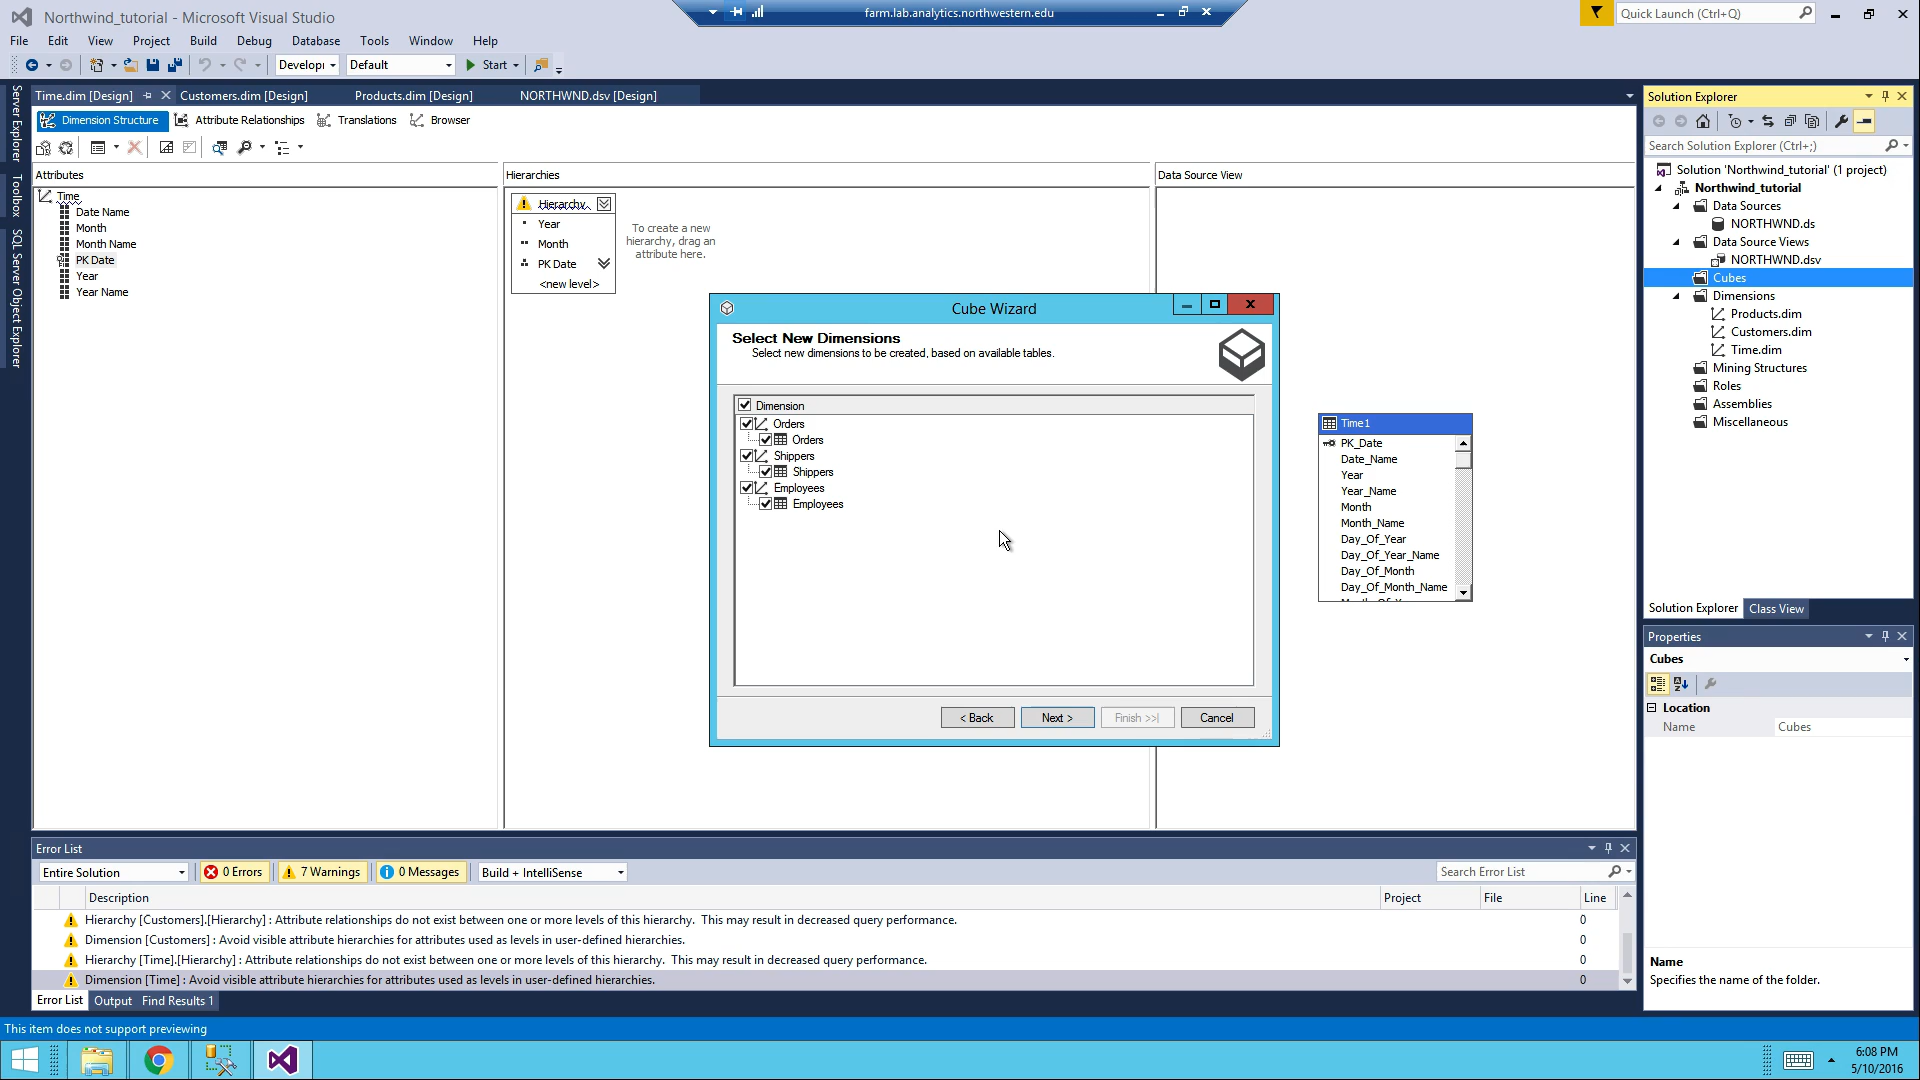 Northwind_tutorial - Microsoft Visual Studio
farm.lab.analytics.northwestern.edu
Quick Launch (Ctrl+Q)
File Edit View Project Build Debug Database Tools Window Help
Develop Default Start
Server Explorer
Toolbox
SQL Server Object Explorer
Time.dim [Design] Customers.dim [Design] Products.dim [Design] NORTHWND.dsv [Design]
Dimension Structure Attribute Relationships Translations Browser
Attributes
Time
Date Name
Month
Month Name
PK Date
Year
Year Name
Hierarchies
Hierarchy
Year
Month
PK Date
<new level>
To create a new
hierarchy, drag an
attribute here.
Data Source View
Time1
PK_Date
Date_Name
Year
Year_Name
Month
Month_Name
Day_Of_Year
Day_Of_Year_Name
Day_Of_Month
Day_Of_Month_Name
Cube Wizard
Select New Dimensions
Select new dimensions to be created, based on available tables.
Dimension
Orders
Orders
Shippers
Shippers
Employees
Employees
< Back Next > Finish >>| Cancel
Solution Explorer
Search Solution Explorer (Ctrl+;)
Solution 'Northwind_tutorial' (1 project)
Northwind_tutorial
Data Sources
NORTHWND.ds
Data Source Views
NORTHWND.dsv
Cubes
Dimensions
Products.dim
Customers.dim
Time.dim
Mining Structures
Roles
Assemblies
Miscellaneous
Solution Explorer Class View
Properties
Cubes
Location
Name Cubes
Name
Specifies the name of the folder.
Error List
Entire Solution 0 Errors 7 Warnings 0 Messages Build + IntelliSense Search Error List
Description Project File Line
Hierarchy [Customers].[Hierarchy] : Attribute relationships do not exist between one or more levels of this hierarchy. This may result in decreased query performance. 0
Dimension [Customers] : Avoid visible attribute hierarchies for attributes used as levels in user-defined hierarchies. 0
Hierarchy [Time].[Hierarchy] : Attribute relationships do not exist between one or more levels of this hierarchy. This may result in decreased query performance. 0
Dimension [Time] : Avoid visible attribute hierarchies for attributes used as levels in user-defined hierarchies. 0
Error List Output Find Results 1
This item does not support previewing
6:08 PM
5/10/2016